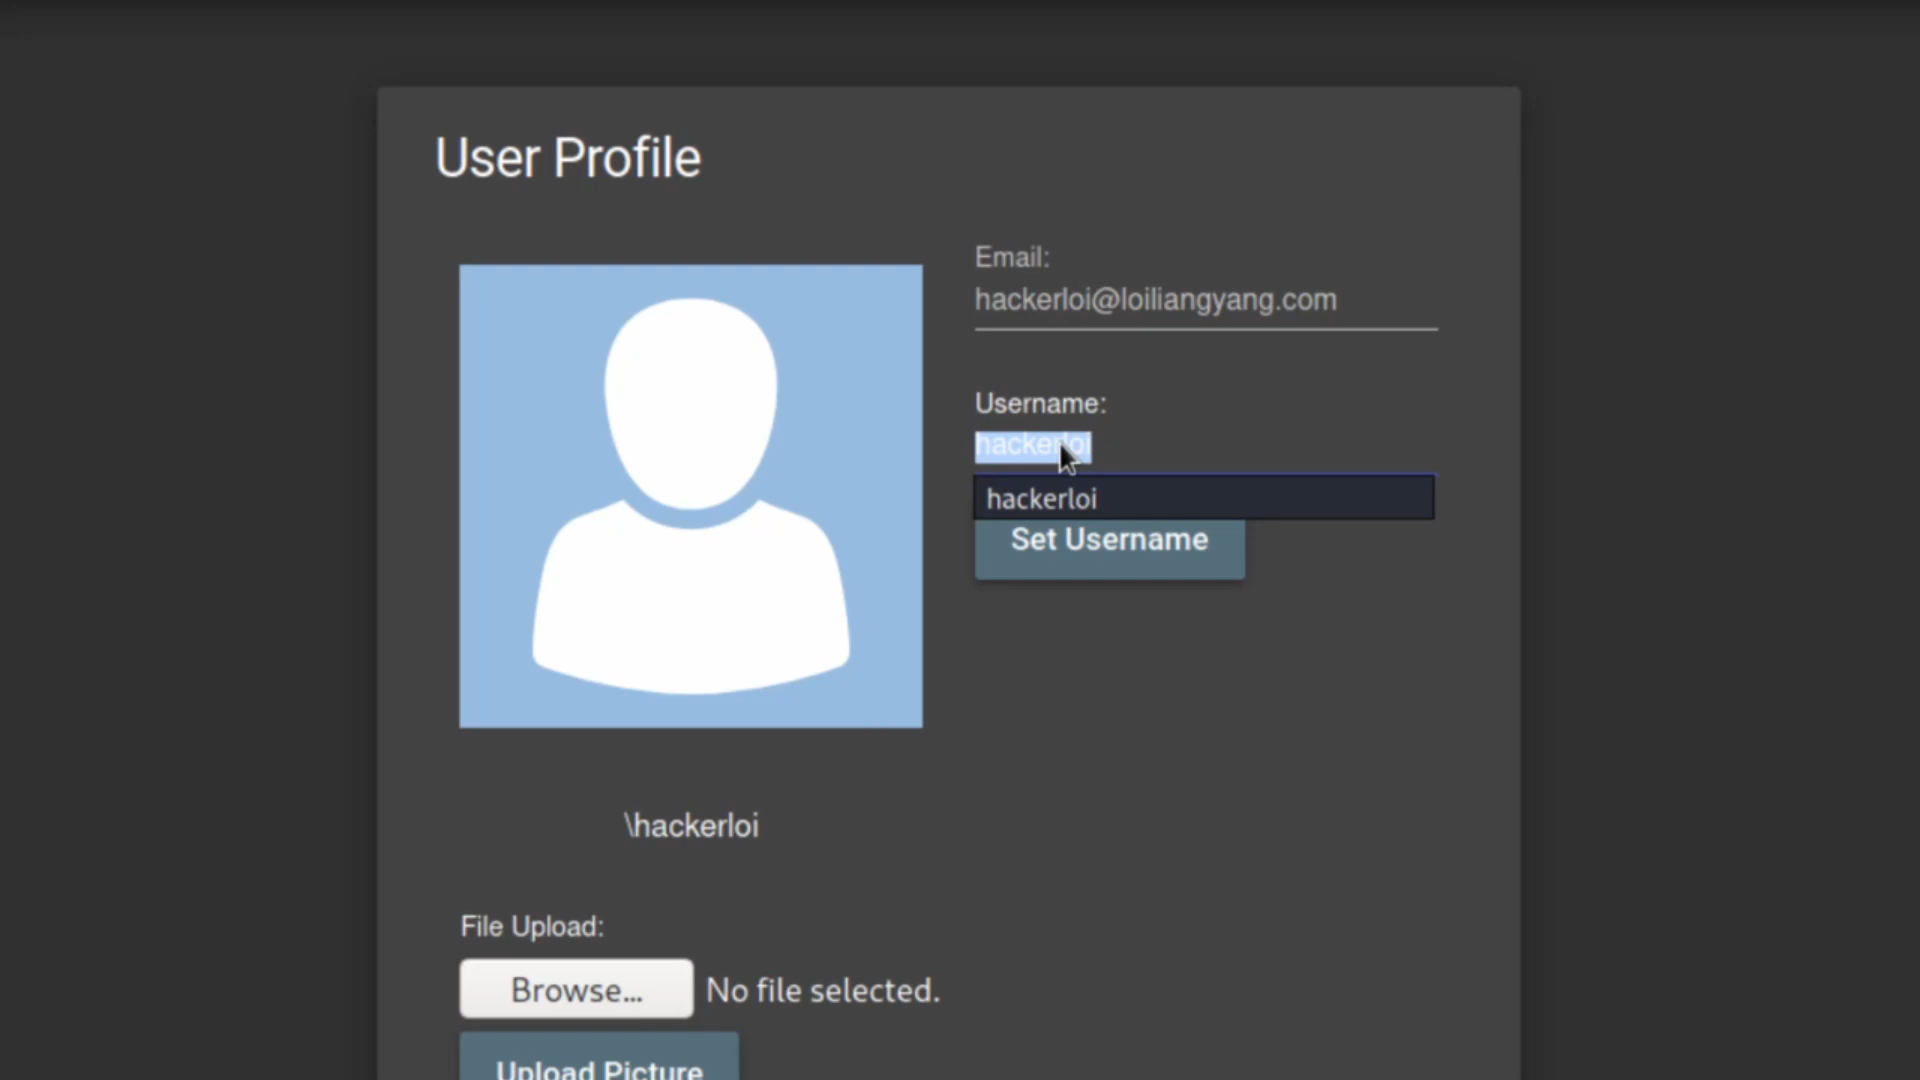 User Profile
Email:
hackerloi@loiliangyang.com
Username:
hackerloi
hackerloi
Set Username
\hackerloi
File Upload:
Browse...
No file selected.
Upload Picture